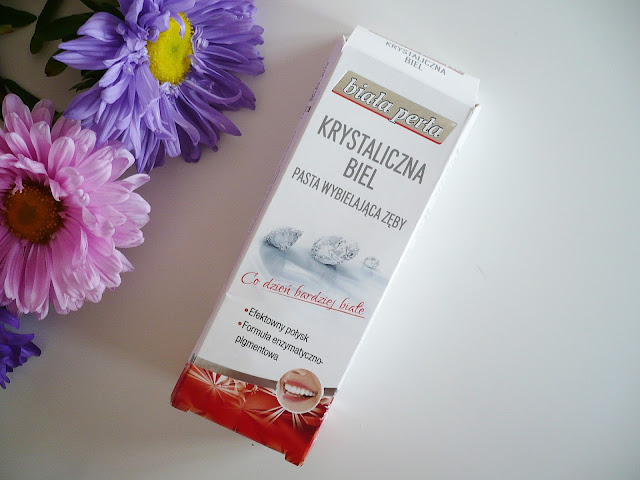 KRYSTALICZNA
BIEL
biała perła
KRYSTALICZNA
BIEL
PASTA WYBIELAJĄCA ZĘBY
Co dzień bardziej białe
•Efektowny połysk
•Formuła enzymatyczno-
pigmentowa